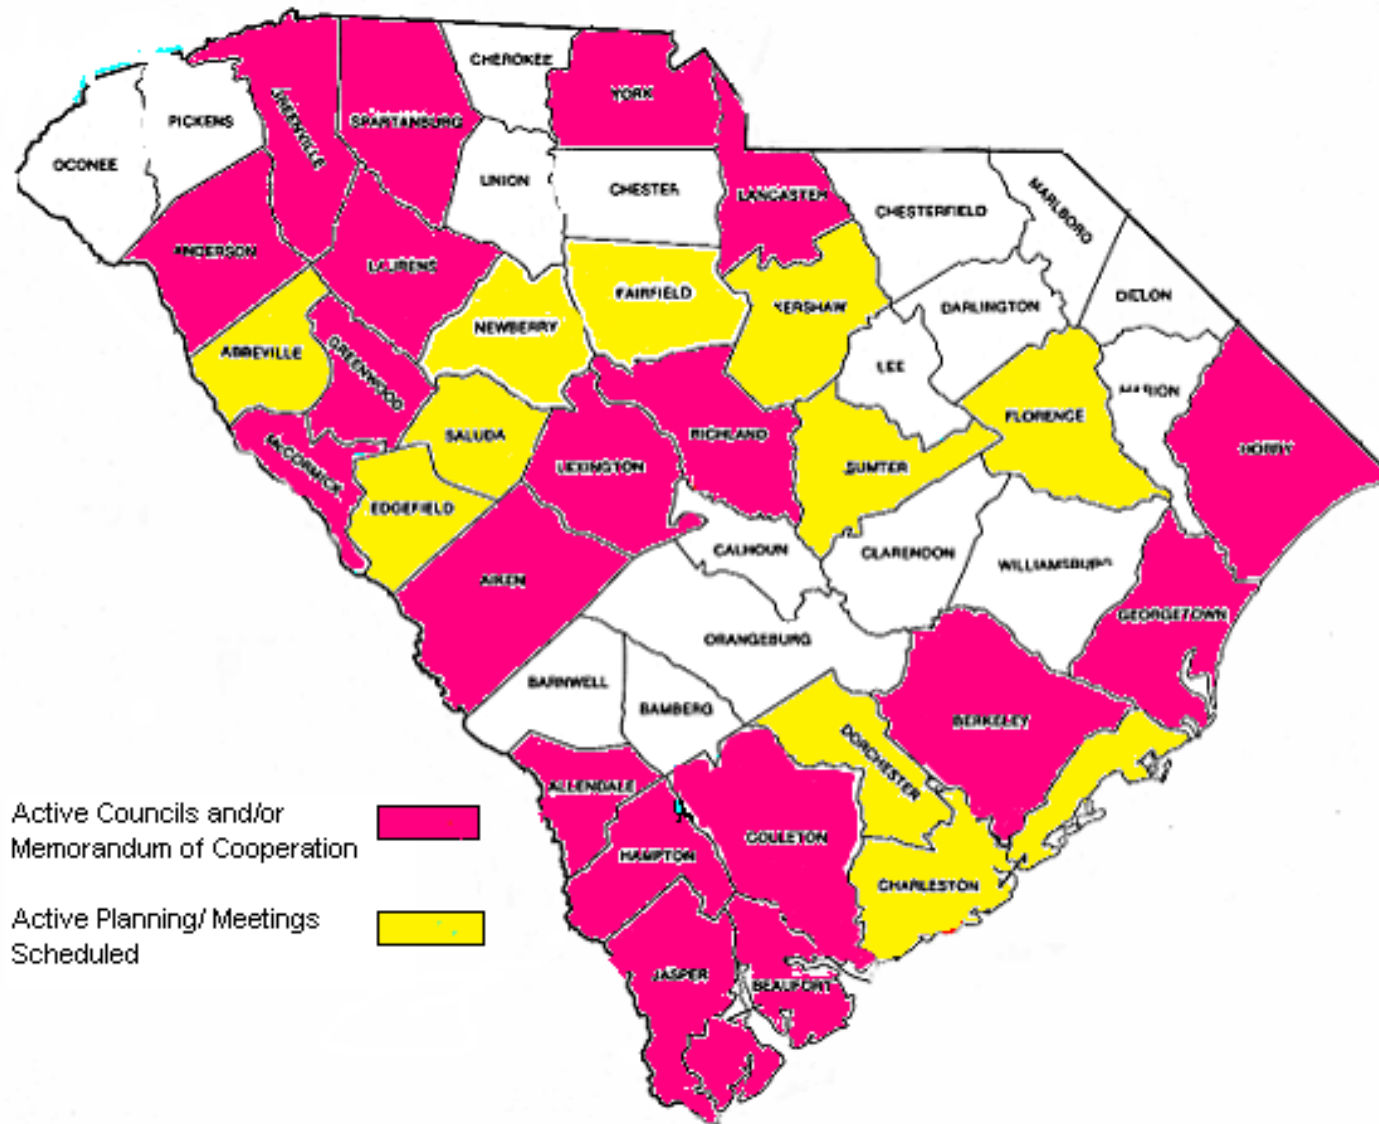 CHEROKEE
YORK
GREENVILLE
SPARTANBURG
PICKENS
OCONEE
UNION
CHESTER
LANCASTER
CHESTERFIELD
MARLBORO
ANDERSON
LAURENS
FAIRFIELD
KERSHAW
DARLINGTON
DILLON
NEWBERRY
ABBEVILLE
GREENWOOD
LEE
MARION
FLORENCE
SALUDA
RICHLAND
HORRY
McCORMICK
LEXINGTON
SUMTER
EDGEFIELD
CALHOUN
CLARENDON
WILLIAMSBURG
AIKEN
GEORGETOWN
ORANGEBURG
BARNWELL
BAMBERG
BERKELEY
DORCHESTER
ALLENDALE
Active Councils and/or
Memorandum of Cooperation
COLLETON
HAMPTON
CHARLESTON
Active Planning/ Meetings
Scheduled
JASPER
BEAUFORT